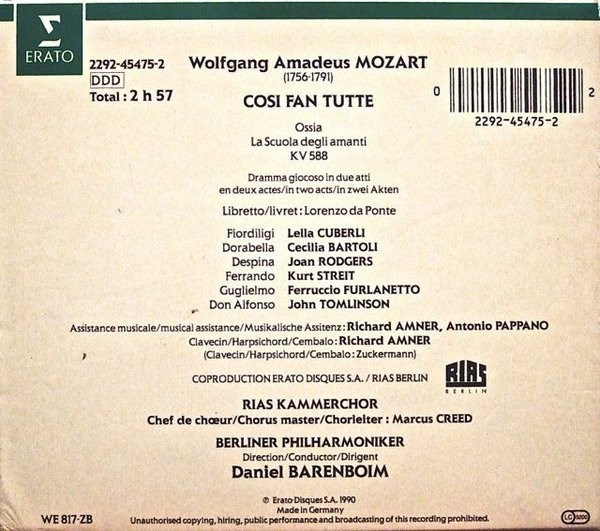 ERATO
2292-45475-2
DDD
Total : 2 h 57
Wolfgang Amadeus MOZART
(1756-1791)
COSI FAN TUTTE
0 2
2292-45475-2
Ossia
La Scuola degli amanti
KV 588
Dramma giocoso in due atti
en deux actes/in two acts/in zwei Akten
Libretto/livret : Lorenzo da Ponte
Fiordiligi Lella CUBERLI
Dorabella Cecilia BARTOLI
Despina Joan RODGERS
Ferrando Kurt STREIT
Guglielmo Ferruccio FURLANETTO
Don Alfonso John TOMLINSON
Assistance musicale/musical assistance/Musikalische Assitenz : Richard AMNER, Antonio PAPPANO
Clavecin/Harpsichord/Cembalo : Richard AMNER
(Clavecin/Harpsichord/Cembalo : Zuckermann)
COPRODUCTION ERATO DISQUES S.A. / RIAS BERLIN
RIAS
BERLIN
RIAS KAMMERCHOR
Chef de chœur/Chorus master/Chorleiter : Marcus CREED
BERLINER PHILHARMONIKER
Direction/Conductor/Dirigent
Daniel BARENBOIM
℗ Erato-Disques S.A. 1990
Made in Germany
WE 817-ZB
Unauthorised copying, hiring, public performance and broadcasting of this recording prohibited.
LC 0200